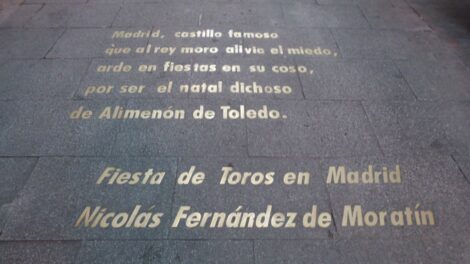 Madrid, castillo famoso
que al rey moro alivia el miedo,
arde en fiestas en su coso,
por ser el natal dichoso
de Alimenón de Toledo.
Fiesta de Toros en Madrid
Nicolás Fernández de Moratín